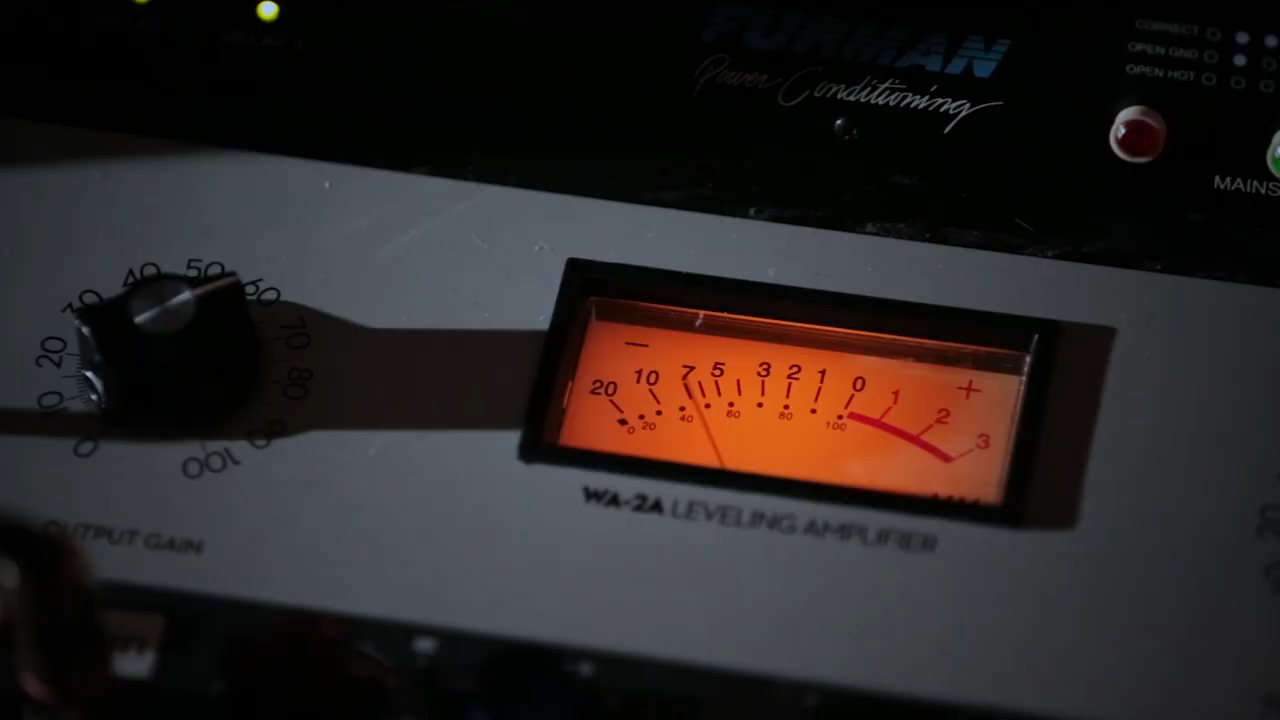 FURMAN
Power Conditioning
CORRECT
OPEN GND
OPEN HOT
MAINS
0 10 20 30 40 50 60 70 80 90 100
OUTPUT GAIN
− +
20 10 7 5 3 2 1 0 1 2 3
0 20 40 60 80 100
WA-2A LEVELING AMPLIFIER